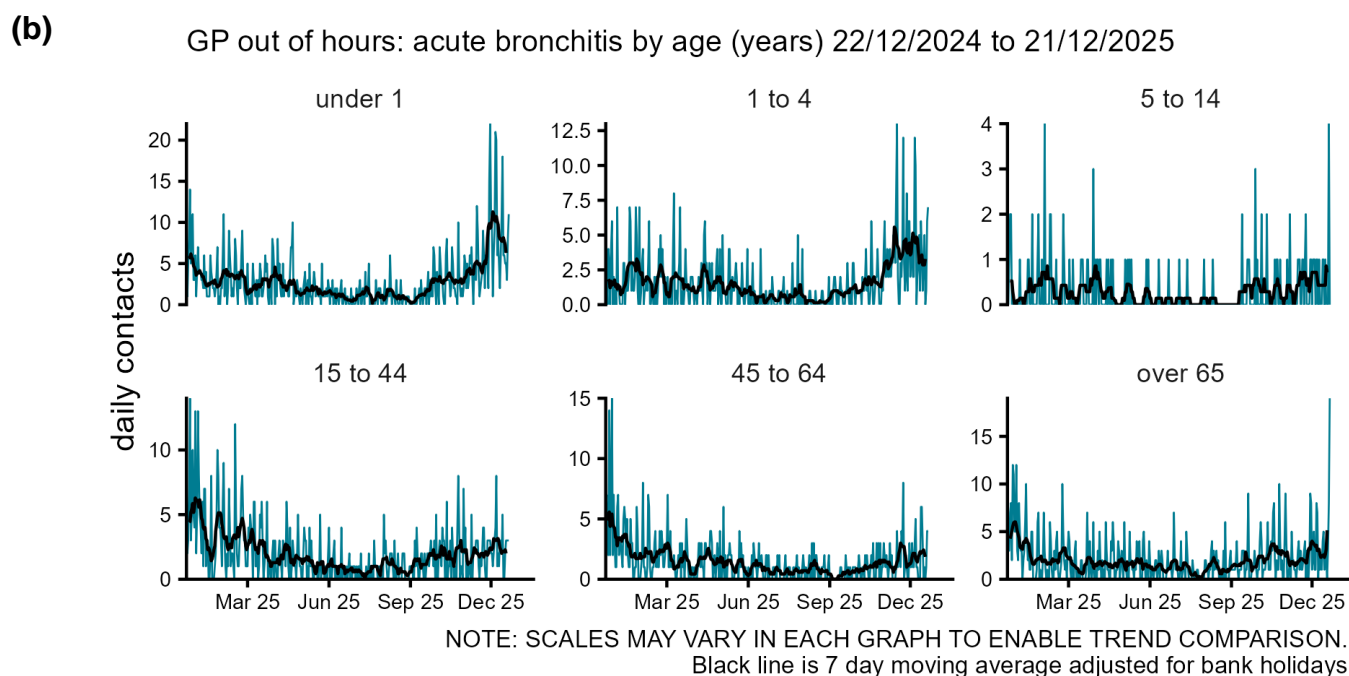 (b)
GP out of hours: acute bronchitis by age (years) 22/12/2024 to 21/12/2025
daily contacts
under 1
20
15
10
5
0
1 to 4
12.5
10.0
7.5
5.0
2.5
0.0
5 to 14
4
3
2
1
0
15 to 44
10
5
0
Mar 25 Jun 25 Sep 25 Dec 25
45 to 64
15
10
5
0
Mar 25 Jun 25 Sep 25 Dec 25
over 65
15
10
5
0
Mar 25 Jun 25 Sep 25 Dec 25
NOTE: SCALES MAY VARY IN EACH GRAPH TO ENABLE TREND COMPARISON.
Black line is 7 day moving average adjusted for bank holidays